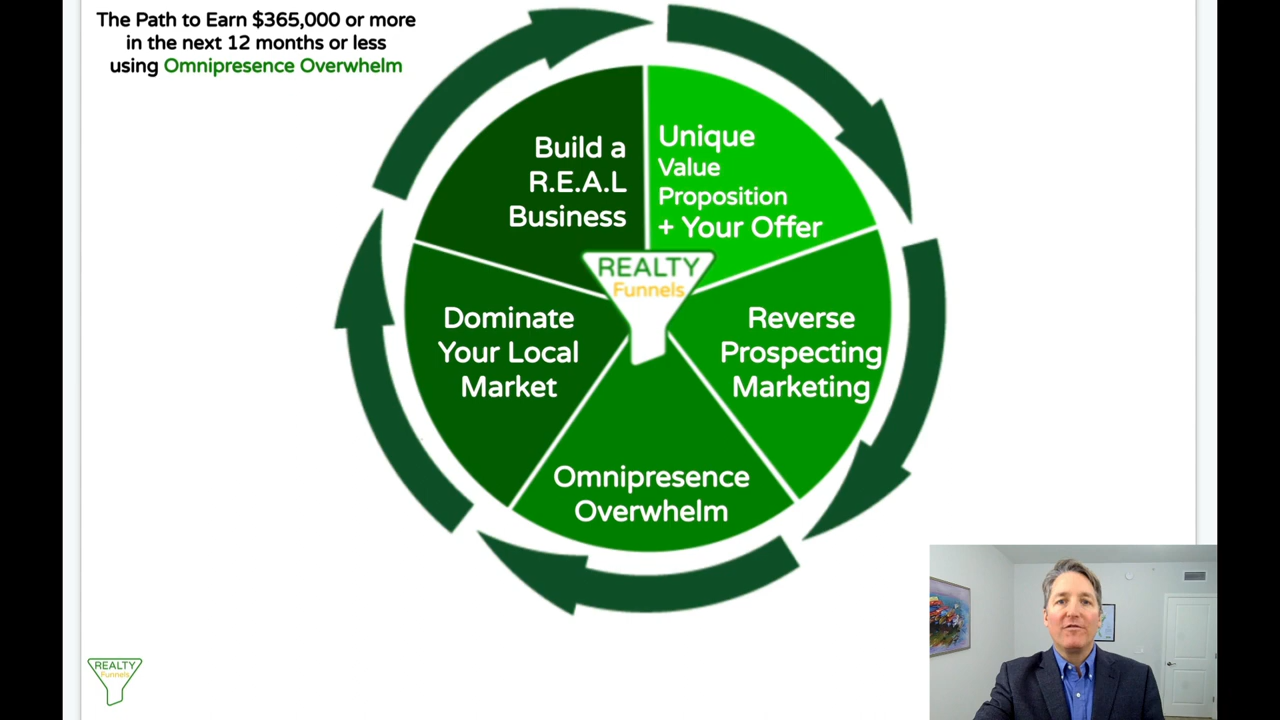 The Path to Earn $365,000 or more
in the next 12 months or less
using Omnipresence Overwhelm
Build a
R.E.A.L
Business
Unique
Value
Proposition
+ Your Offer
REALTY
Funnels
Dominate
Your Local
Market
Reverse
Prospecting
Marketing
Omnipresence
Overwhelm
REALTY
Funnels